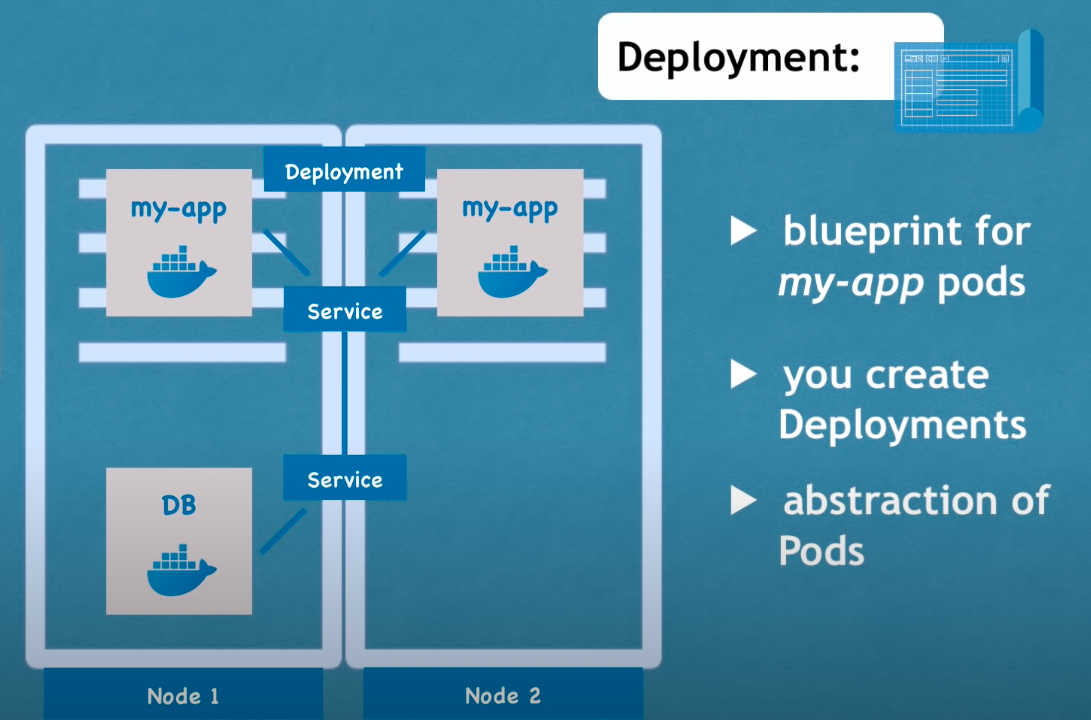 Deployment:
Deployment
my-app
my-app
Service
Service
DB
Node 1
Node 2
blueprint for
my-app pods
you create
Deployments
abstraction of
Pods